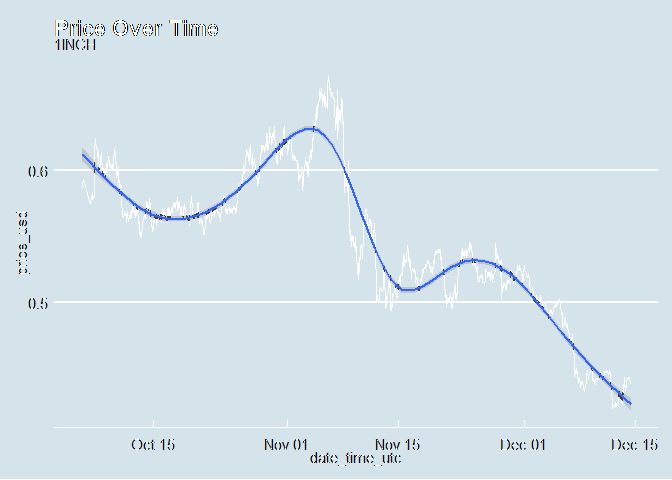 Price Over Time
1INCH
0.6
price_usd
0.5
Oct 15 Nov 01 Nov 15 Dec 01 Dec 15
date_time_utc